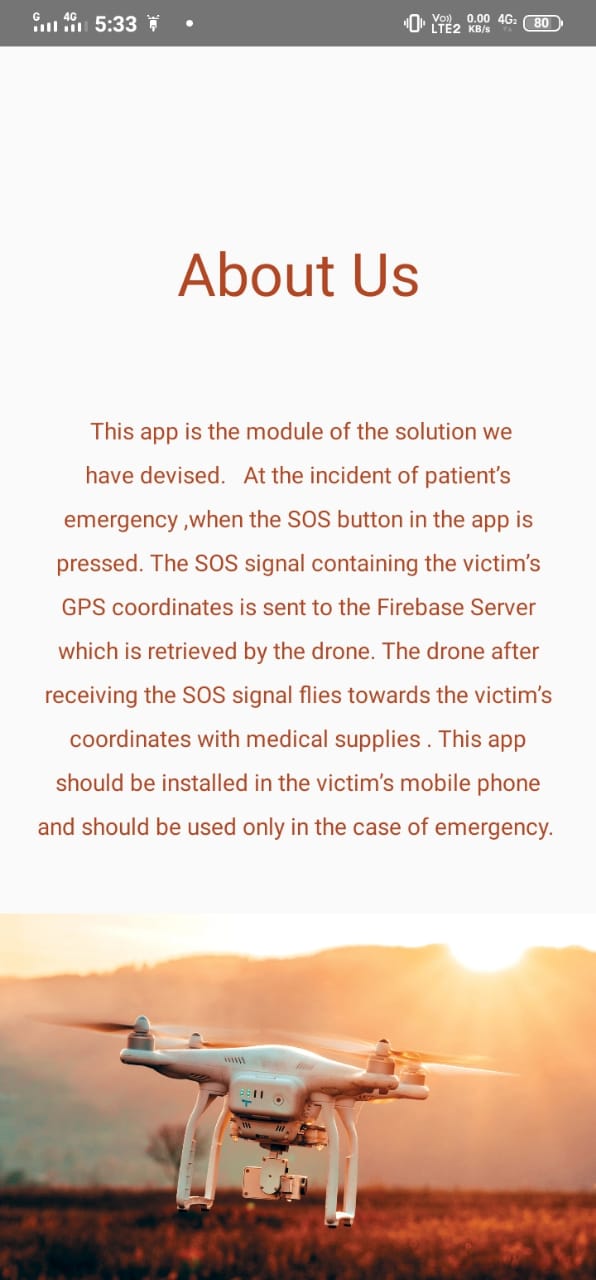 G 4G 5:33 Vo)) LTE2 0.00 KB/s 4G 80
About Us
This app is the module of the solution we
have devised.   At the incident of patient’s
emergency ,when the SOS button in the app is
pressed. The SOS signal containing the victim’s
GPS coordinates is sent to the Firebase Server
which is retrieved by the drone. The drone after
receiving the SOS signal flies towards the victim’s
coordinates with medical supplies . This app
should be installed in the victim’s mobile phone
and should be used only in the case of emergency.